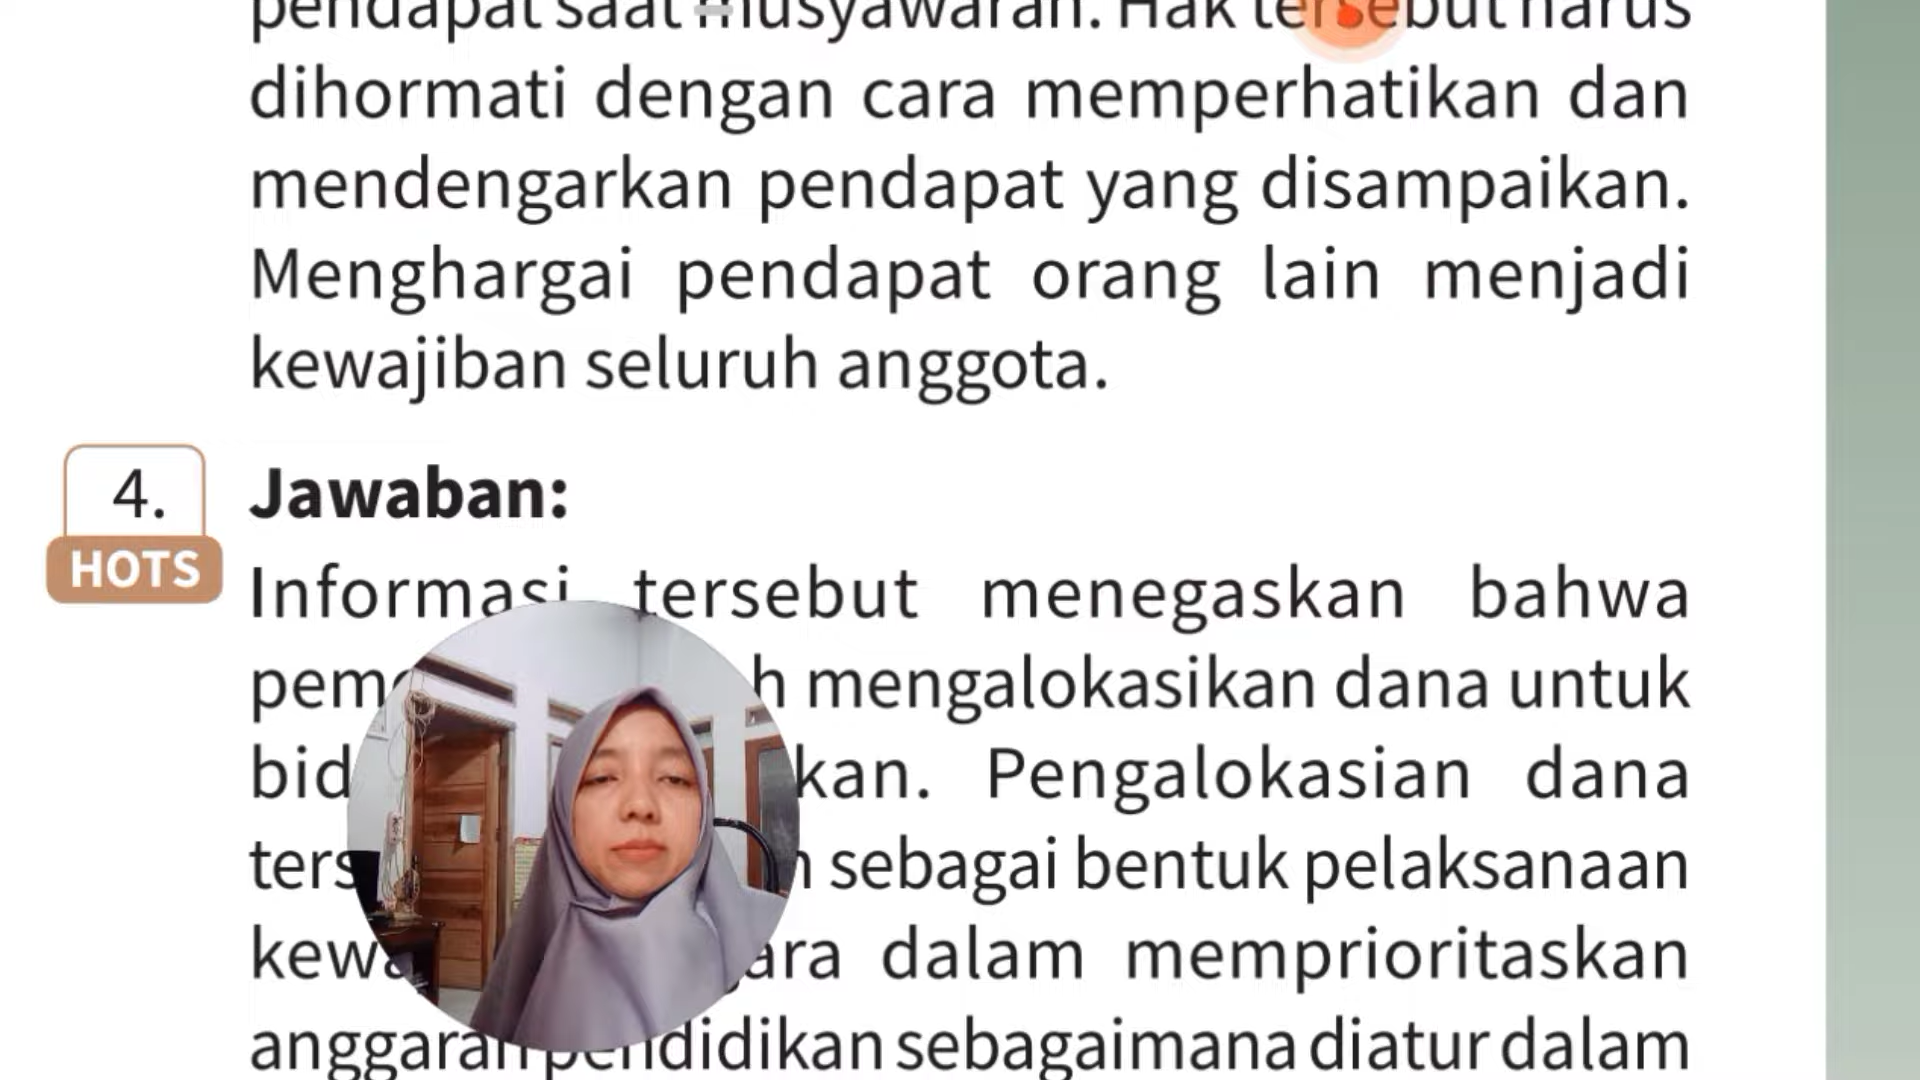 pendapat saat musyawarah. Hak tersebut harus
dihormati dengan cara memperhatikan dan
mendengarkan pendapat yang disampaikan.
Menghargai pendapat orang lain menjadi
kewajiban seluruh anggota.
4. Jawaban:
HOTS
Informasi tersebut menegaskan bahwa
mengalokasikan dana untuk
Pengalokasian dana
sebagai bentuk pelaksanaan
dalam memprioritaskan
anggaran pendidikan sebagaimana diatur dalam